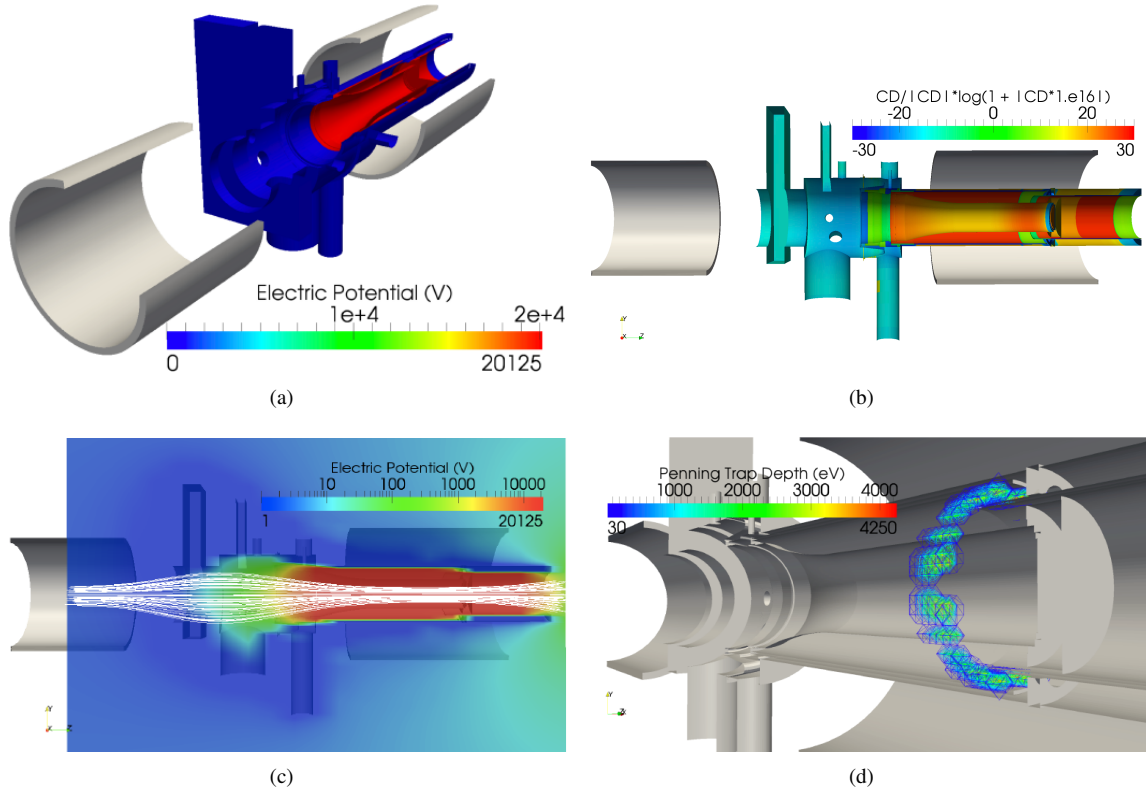 Electric Potential (V)
1e+4 2e+4
0 20125
(a)
CD/|CD|*log(1 + |CD*1.e16|)
-20 0 20
-30 30
Y
X Z
(b)
Electric Potential (V)
10 100 1000 10000
1 20125
Y
X Z
(c)
Penning Trap Depth (eV)
1000 2000 3000 4000
30 4250
Y
(d)